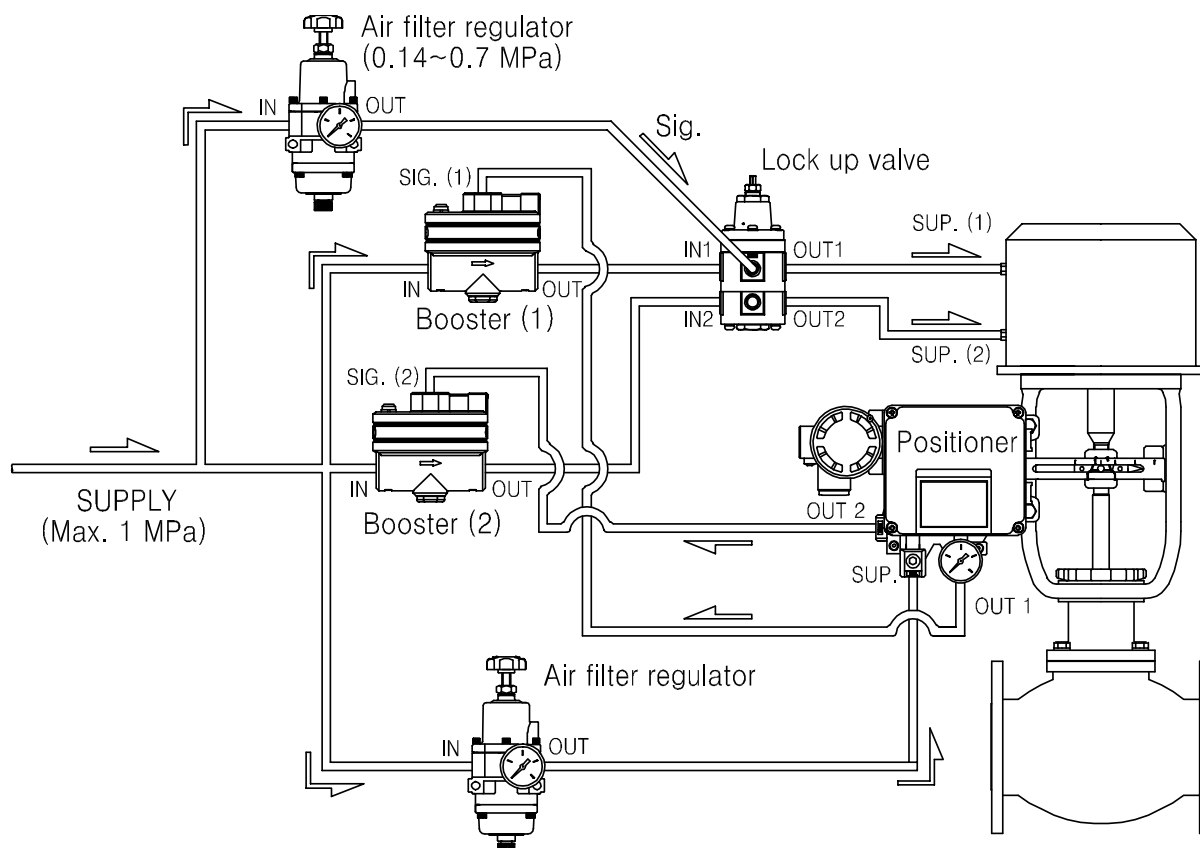 Air filter regulator
(0.14~0.7 MPa)
IN
OUT
Sig.
Lock up valve
SIG. (1)
SUP. (1)
IN1
OUT1
IN
OUT
Booster (1)
IN2
OUT2
SUP. (2)
SIG. (2)
Positioner
SUPPLY
(Max. 1 MPa)
IN
OUT
Booster (2)
OUT 2
SUP.
OUT 1
Air filter regulator
IN
OUT